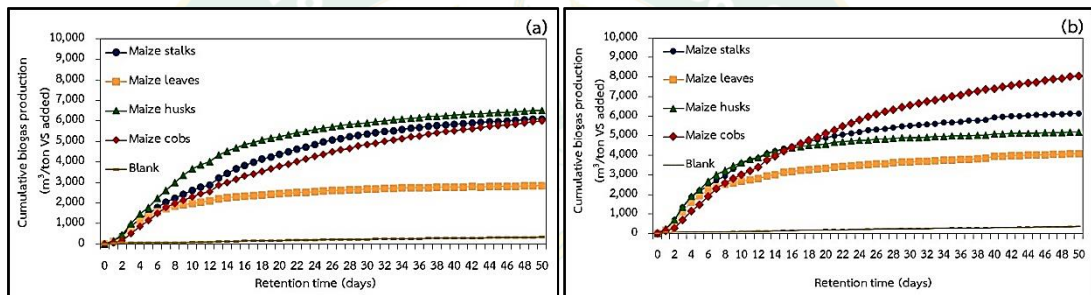 (a)
10,000
9,000
8,000
7,000
6,000
5,000
4,000
3,000
2,000
1,000
0
Cumulative biogas production
(m³/ton VS added)
Maize stalks
Maize leaves
Maize husks
Maize cobs
Blank
0 2 4 6 8 10 12 14 16 18 20 22 24 26 28 30 32 34 36 38 40 42 44 46 48 50
Retention time (days)
(b)
10,000
9,000
8,000
7,000
6,000
5,000
4,000
3,000
2,000
1,000
0
Cumulative biogas production
(m³/ton VS added)
Maize stalks
Maize leaves
Maize husks
Maize cobs
Blank
0 2 4 6 8 10 12 14 16 18 20 22 24 26 28 30 32 34 36 38 40 42 44 46 48 50
Retention time (days)